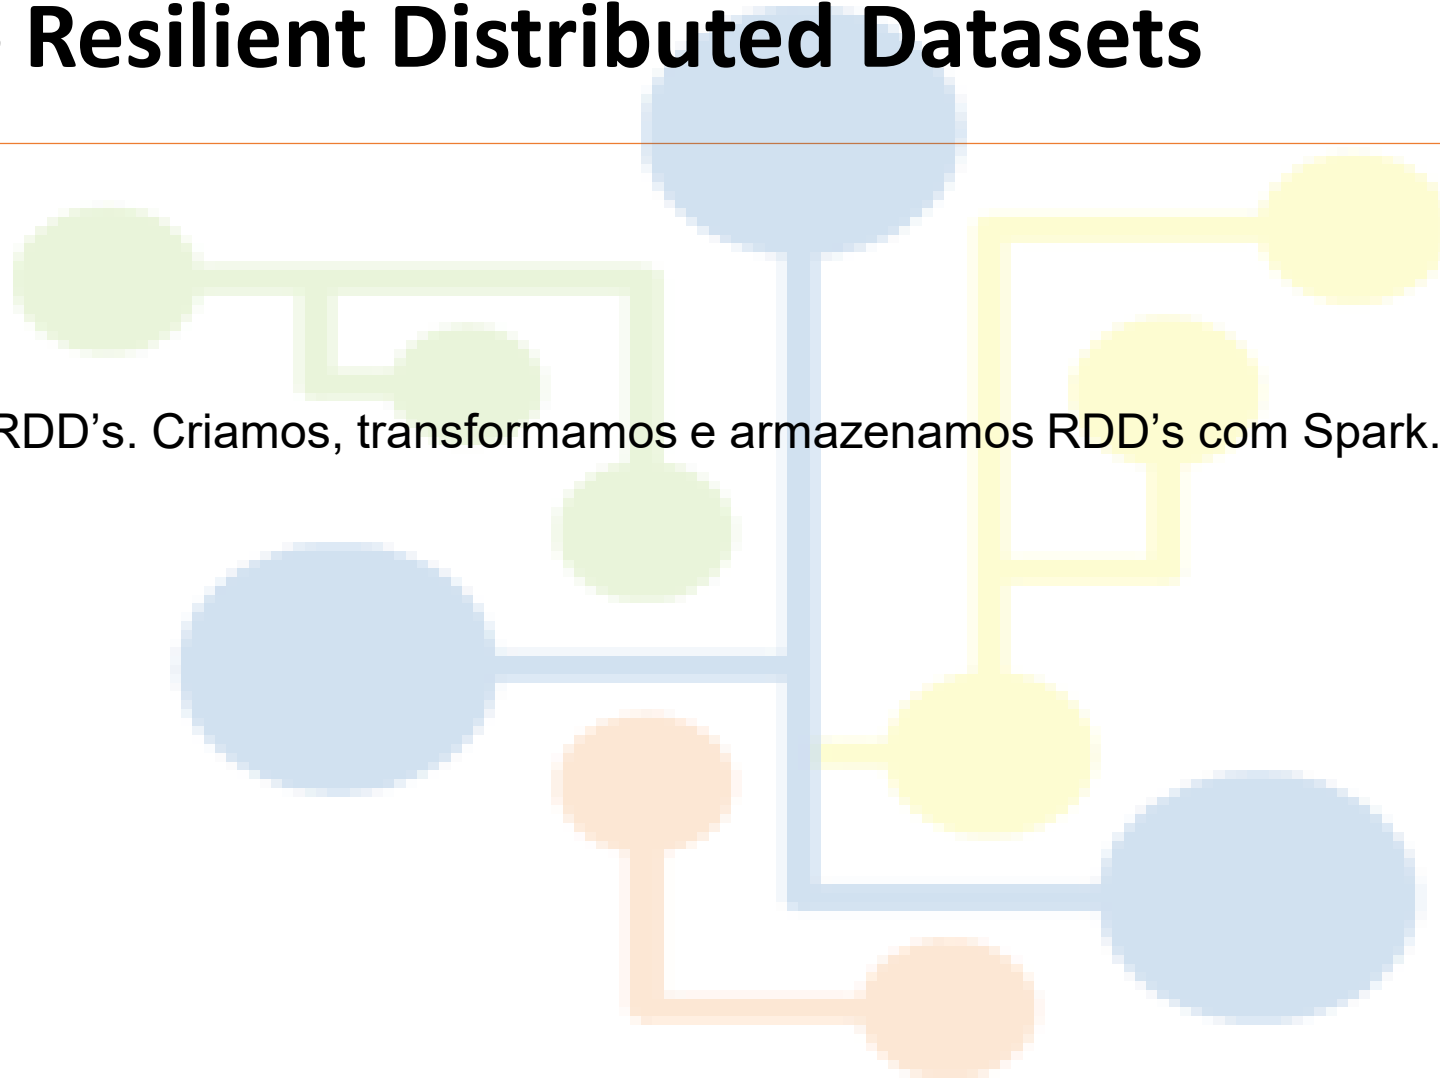 Resilient Distributed Datasets
RDD’s. Criamos, transformamos e armazenamos RDD’s com Spark.